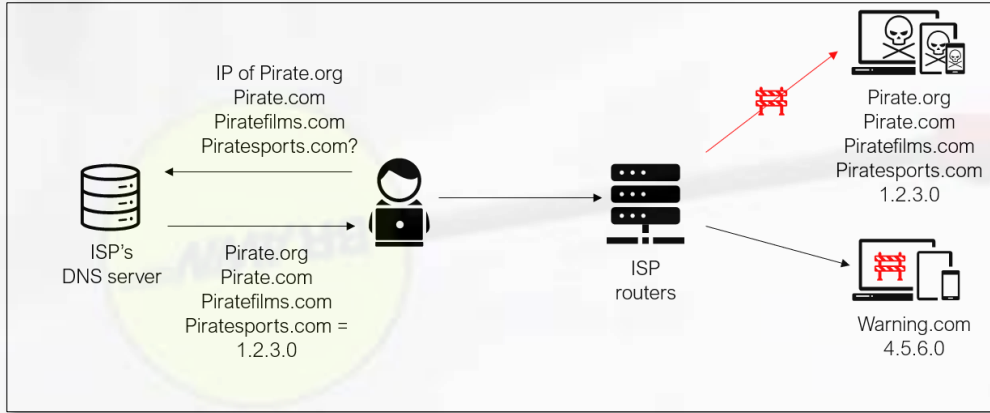 IP of Pirate.org
Pirate.com
Piratefilms.com
Piratesports.com?
ISP's
DNS server
Pirate.org
Pirate.com
Piratefilms.com
Piratesports.com =
1.2.3.0
ISP
routers
Pirate.org
Pirate.com
Piratefilms.com
Piratesports.com
1.2.3.0
Warning.com
4.5.6.0